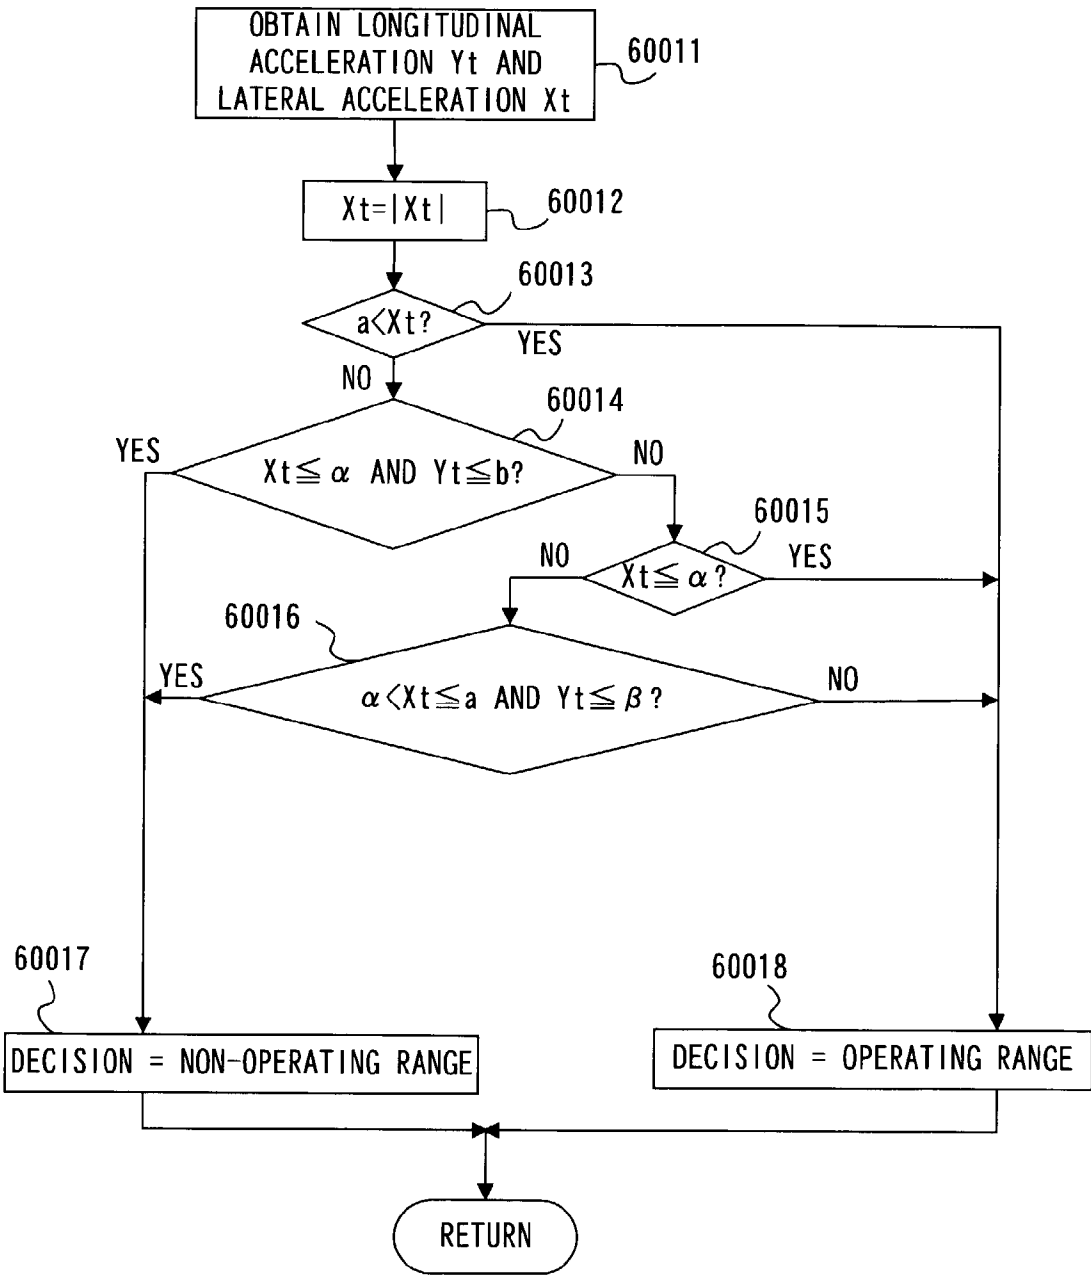 OBTAIN LONGITUDINAL
ACCELERATION Yt AND
LATERAL ACCELERATION Xt
60011
Xt=|Xt|
60012
60013
a<Xt?
YES
NO
60014
YES
Xt≦α AND Yt≦b?
NO
60015
NO
Xt≦α?
YES
60016
YES
α<Xt≦a AND Yt≦β?
NO
60017
60018
DECISION = NON-OPERATING RANGE
DECISION = OPERATING RANGE
RETURN